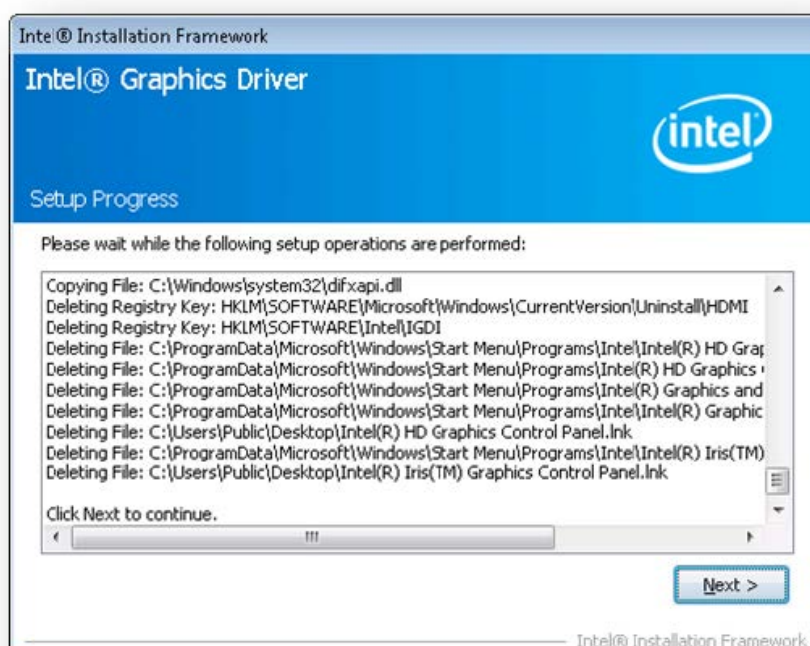 Intel® Installation Framework
Intel® Graphics Driver
intel
Setup Progress
Please wait while the following setup operations are performed:
Copying File: C:\Windows\system32\difxapi.dll
Deleting Registry Key: HKLM\SOFTWARE\Microsoft\Windows\CurrentVersion\Uninstall\HDMI
Deleting Registry Key: HKLM\SOFTWARE\Intel\IGDI
Deleting File: C:\ProgramData\Microsoft\Windows\Start Menu\Programs\Intel\Intel(R) HD Grap
Deleting File: C:\ProgramData\Microsoft\Windows\Start Menu\Programs\Intel(R) HD Graphics
Deleting File: C:\ProgramData\Microsoft\Windows\Start Menu\Programs\Intel(R) Graphics and
Deleting File: C:\ProgramData\Microsoft\Windows\Start Menu\Programs\Intel\Intel(R) Graphic
Deleting File: C:\Users\Public\Desktop\Intel(R) HD Graphics Control Panel.lnk
Deleting File: C:\ProgramData\Microsoft\Windows\Start Menu\Programs\Intel\Intel(R) Iris(TM)
Deleting File: C:\Users\Public\Desktop\Intel(R) Iris(TM) Graphics Control Panel.lnk
Click Next to continue.
Next >
Intel® Installation Framework